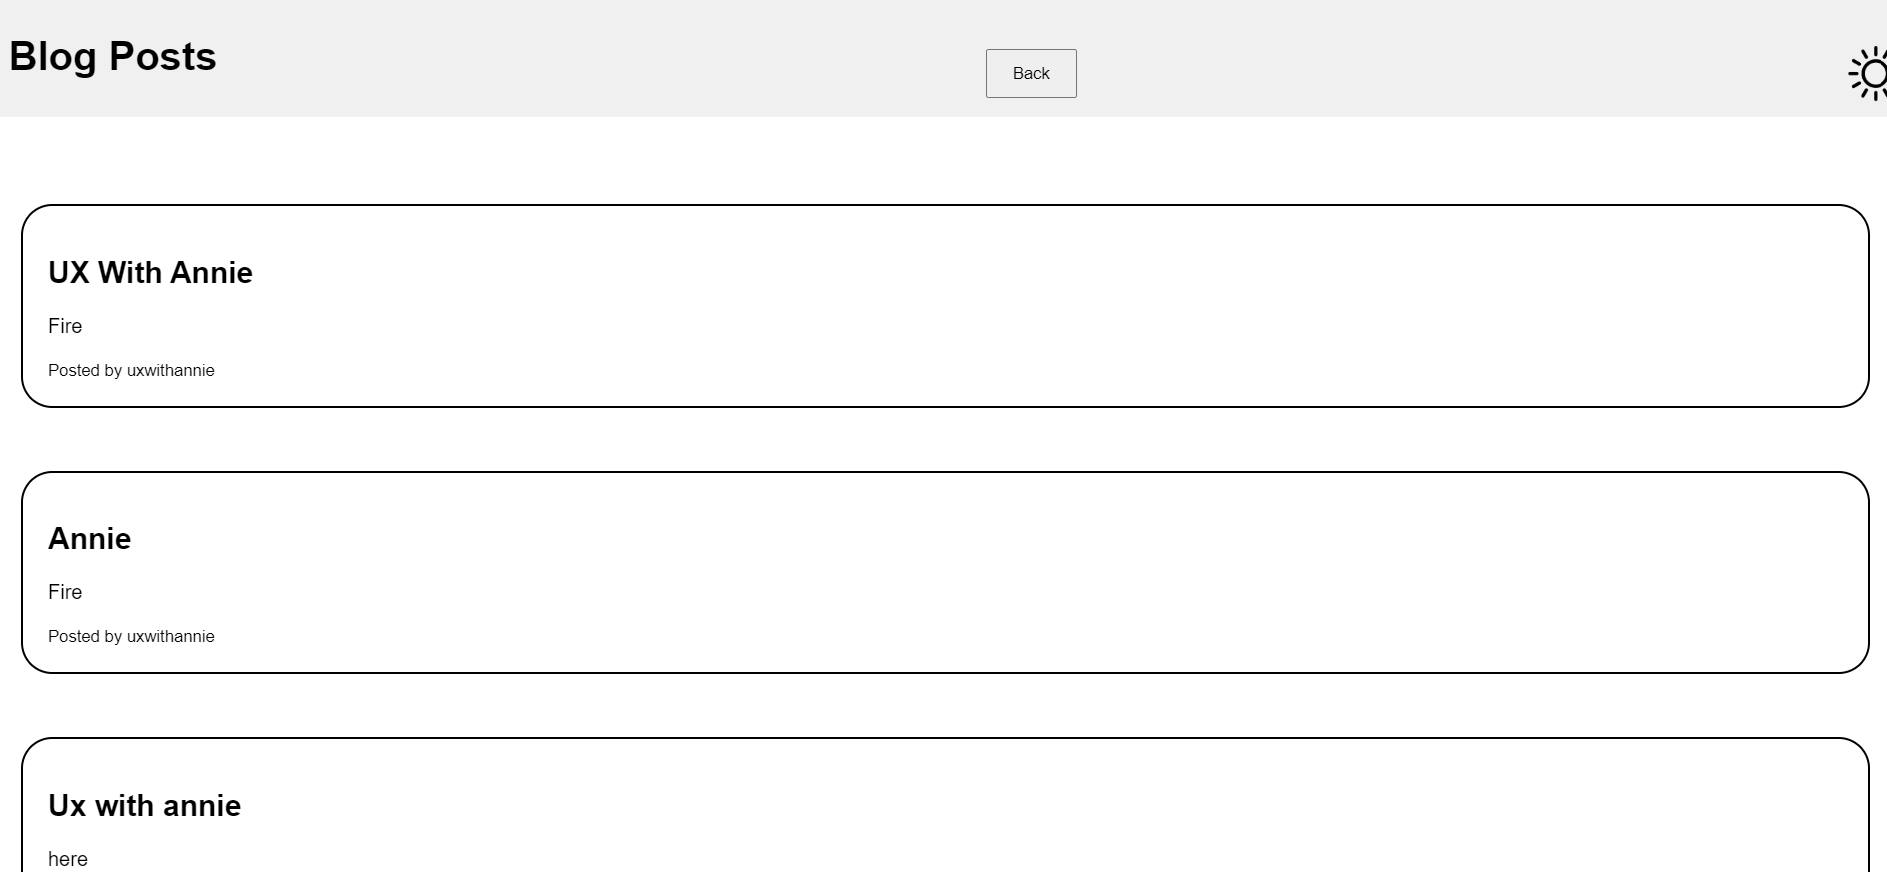 Blog Posts
Back
UX With Annie
Fire
Posted by uxwithannie
Annie
Fire
Posted by uxwithannie
Ux with annie
here